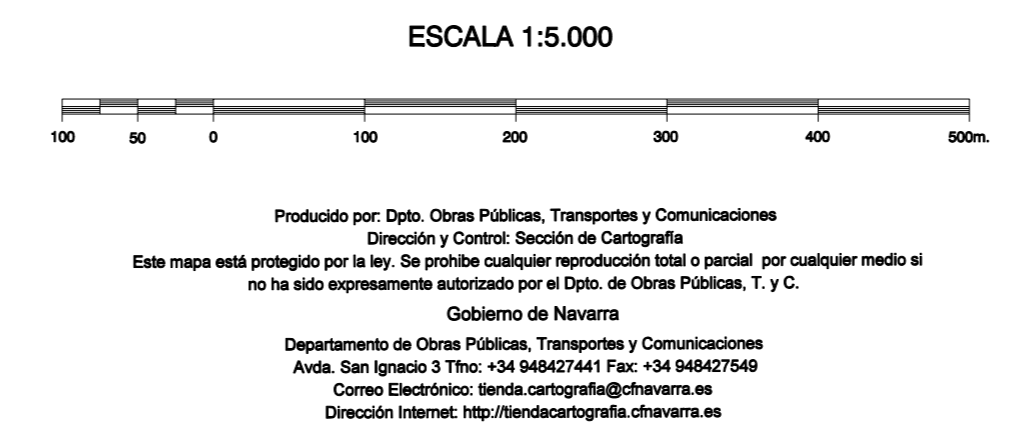 ESCALA 1:5.000
100 50 0 100 200 300 400 500m.
Producido por: Dpto. Obras Públicas, Transportes y Comunicaciones
Dirección y Control: Sección de Cartografía
Este mapa está protegido por la ley. Se prohibe cualquier reproducción total o parcial por cualquier medio si
no ha sido expresamente autorizado por el Dpto. de Obras Públicas, T. y C.
Gobierno de Navarra
Departamento de Obras Públicas, Transportes y Comunicaciones
Avda. San Ignacio 3 Tfno: +34 948427441 Fax: +34 948427549
Correo Electrónico: tienda.cartografia@cfnavarra.es
Dirección Internet: http://tiendacartografia.cfnavarra.es